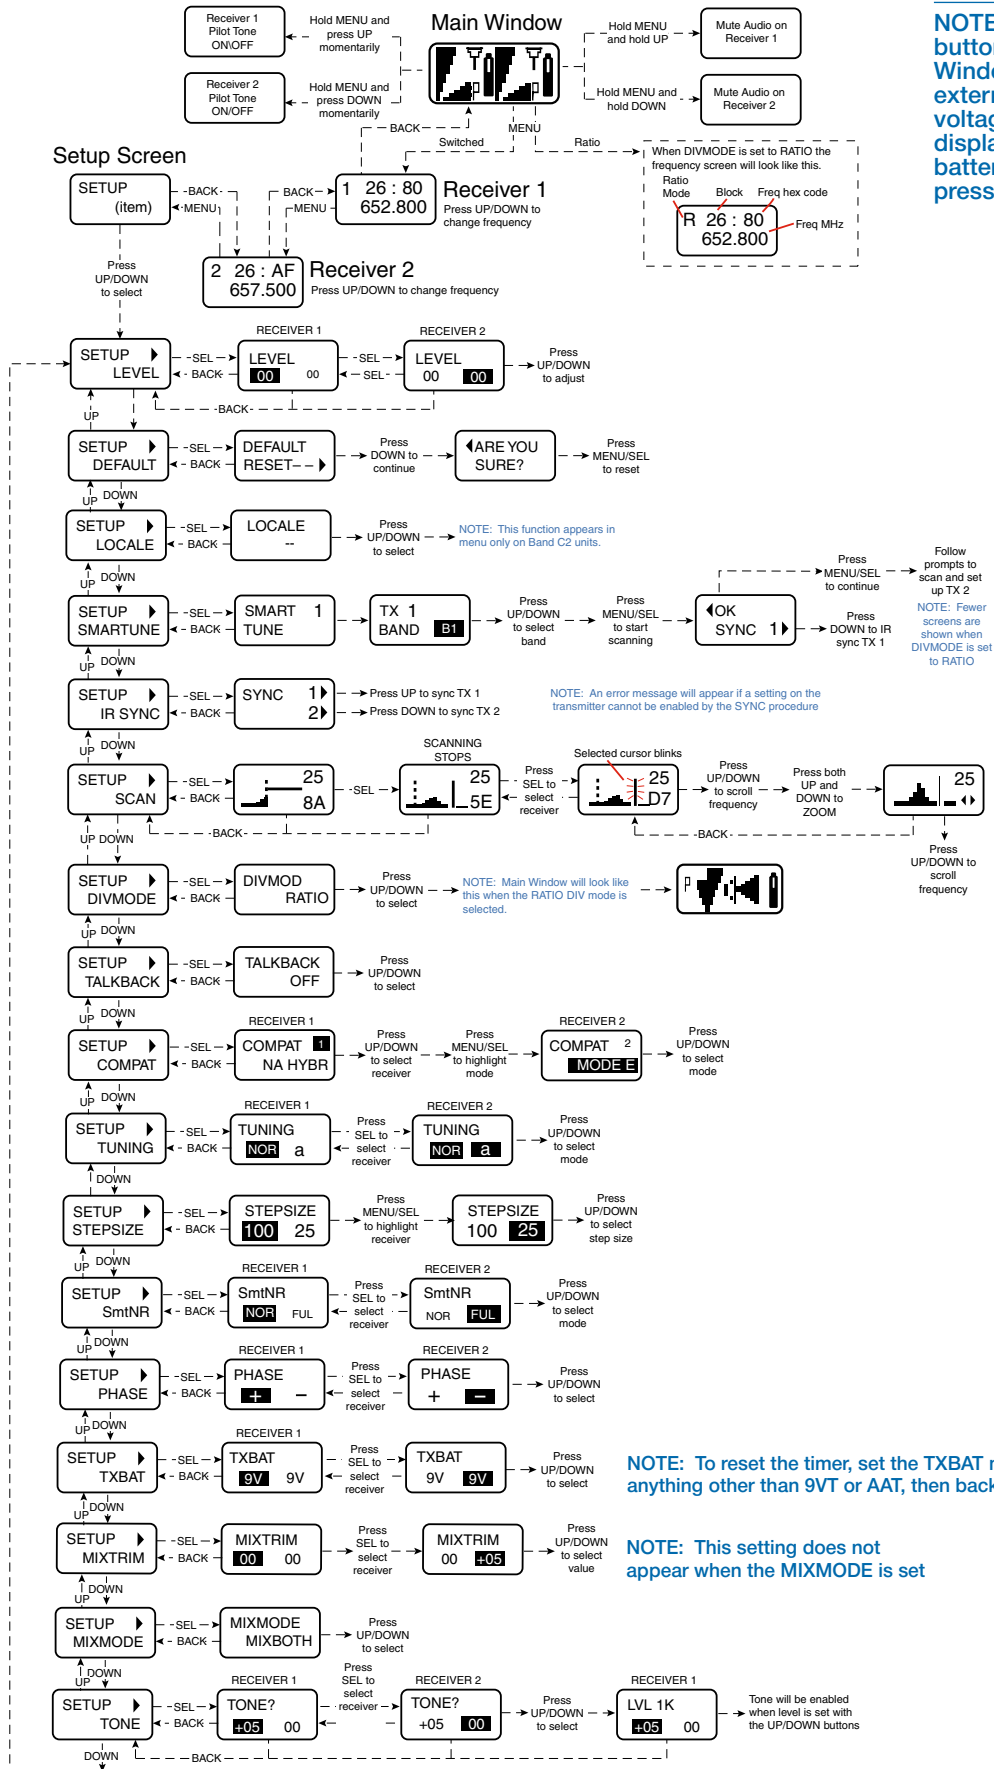 Receiver 1
Pilot Tone
ON\OFF
Hold MENU and
press UP
momentarily
Main Window
Hold MENU
and hold UP
Mute Audio on
Receiver 1
Receiver 2
Pilot Tone
ON/OFF
Hold MENU and
press DOWN
momentarily
Hold MENU and
hold DOWN
Mute Audio on
Receiver 2
NOTE
button
Windo
extern
voltag
displa
batter
press
BACK
MENU
Switched
Ratio
When DIVMODE is set to RATIO the
frequency screen will look like this.
Ratio
Mode
Block
Freq hex code
R 26 : 80
652.800
Freq MHz
Setup Screen
SETUP
(item)
BACK
MENU
BACK
MENU
1 26 : 80
652.800
Receiver 1
Press UP/DOWN to
change frequency
2 26 : AF
657.500
Receiver 2
Press UP/DOWN to change frequency
Press
UP/DOWN
to select
RECEIVER 1
RECEIVER 2
SETUP
LEVEL
SEL
BACK
LEVEL
00 00
SEL
SEL
LEVEL
00 00
Press
UP/DOWN
to adjust
BACK
UP
SETUP
DEFAULT
SEL
BACK
DEFAULT
RESET--
Press
DOWN to
continue
ARE YOU
SURE?
Press
MENU/SEL
to reset
UP DOWN
SETUP
LOCALE
SEL
BACK
LOCALE
--
Press
UP/DOWN
to select
NOTE: This function appears in
menu only on Band C2 units.
UP DOWN
SETUP
SMARTUNE
SEL
BACK
SMART 1
TUNE
TX 1
BAND B1
Press
UP/DOWN
to select
band
Press
MENU/SEL
to start
scanning
OK
SYNC 1
Press
MENU/SEL
to continue
Follow
prompts to
scan and set
up TX 2
Press
DOWN to IR
sync TX 1
NOTE: Fewer
screens are
shown when
DIVMODE is set
to RATIO
UP DOWN
SETUP
IR SYNC
SEL
BACK
SYNC 1
2
Press UP to sync TX 1
Press DOWN to sync TX 2
NOTE: An error message will appear if a setting on the
transmitter cannot be enabled by the SYNC procedure
UP DOWN
SETUP
SCAN
SEL
BACK
25
8A
SEL
SCANNING
STOPS
25
5E
Press
SEL to
select
receiver
Selected cursor blinks
25
D7
Press
UP/DOWN
to scroll
frequency
Press both
UP and
DOWN to
ZOOM
25
BACK
BACK
Press
UP/DOWN to
scroll
frequency
UP DOWN
SETUP
DIVMODE
SEL
BACK
DIVMOD
RATIO
Press
UP/DOWN
to select
NOTE: Main Window will look like
this when the RATIO DIV mode is
selected.
P
UP DOWN
SETUP
TALKBACK
SEL
BACK
TALKBACK
OFF
Press
UP/DOWN
to select
UP DOWN
SETUP
COMPAT
SEL
BACK
RECEIVER 1
COMPAT 1
NA HYBR
Press
UP/DOWN
to select
receiver
Press
MENU/SEL
to highlight
mode
RECEIVER 2
COMPAT 2
MODE E
Press
UP/DOWN
to select
mode
UP DOWN
SETUP
TUNING
SEL
BACK
RECEIVER 1
TUNING
NOR a
Press
SEL to
select
receiver
RECEIVER 2
TUNING
NOR a
Press
UP/DOWN
to select
mode
DOWN
SETUP
STEPSIZE
SEL
BACK
STEPSIZE
100 25
Press
MENU/SEL
to highlight
receiver
STEPSIZE
100 25
Press
UP/DOWN
to select
step size
UP DOWN
SETUP
SmtNR
SEL
BACK
RECEIVER 1
SmtNR
NOR FUL
Press
SEL to
select
receiver
RECEIVER 2
SmtNR
NOR FUL
Press
UP/DOWN
to select
mode
UP DOWN
SETUP
PHASE
SEL
BACK
RECEIVER 1
PHASE
+ –
Press
SEL to
select
receiver
RECEIVER 2
PHASE
+ –
Press
UP/DOWN
to select
UP DOWN
SETUP
TXBAT
SEL
BACK
RECEIVER 1
TXBAT
9V 9V
Press
SEL to
select
receiver
TXBAT
9V 9V
Press
UP/DOWN
to select
NOTE: To reset the timer, set the TXBAT m
anything other than 9VT or AAT, then back
UP DOWN
SETUP
MIXTRIM
SEL
BACK
MIXTRIM
00 00
Press
SEL to
select
receiver
MIXTRIM
00 +05
Press
UP/DOWN
to select
value
NOTE: This setting does not
appear when the MIXMODE is set
UP DOWN
SETUP
MIXMODE
SEL
BACK
MIXMODE
MIXBOTH
Press
UP/DOWN
to select
UP DOWN
SETUP
TONE
SEL
BACK
RECEIVER 1
TONE?
+05 00
Press
SEL to
select
receiver
RECEIVER 2
TONE?
+05 00
Press
UP/DOWN
to select
RECEIVER 1
LVL 1K
+05 00
Tone will be enabled
when level is set with
the UP/DOWN buttons
BACK
DOWN